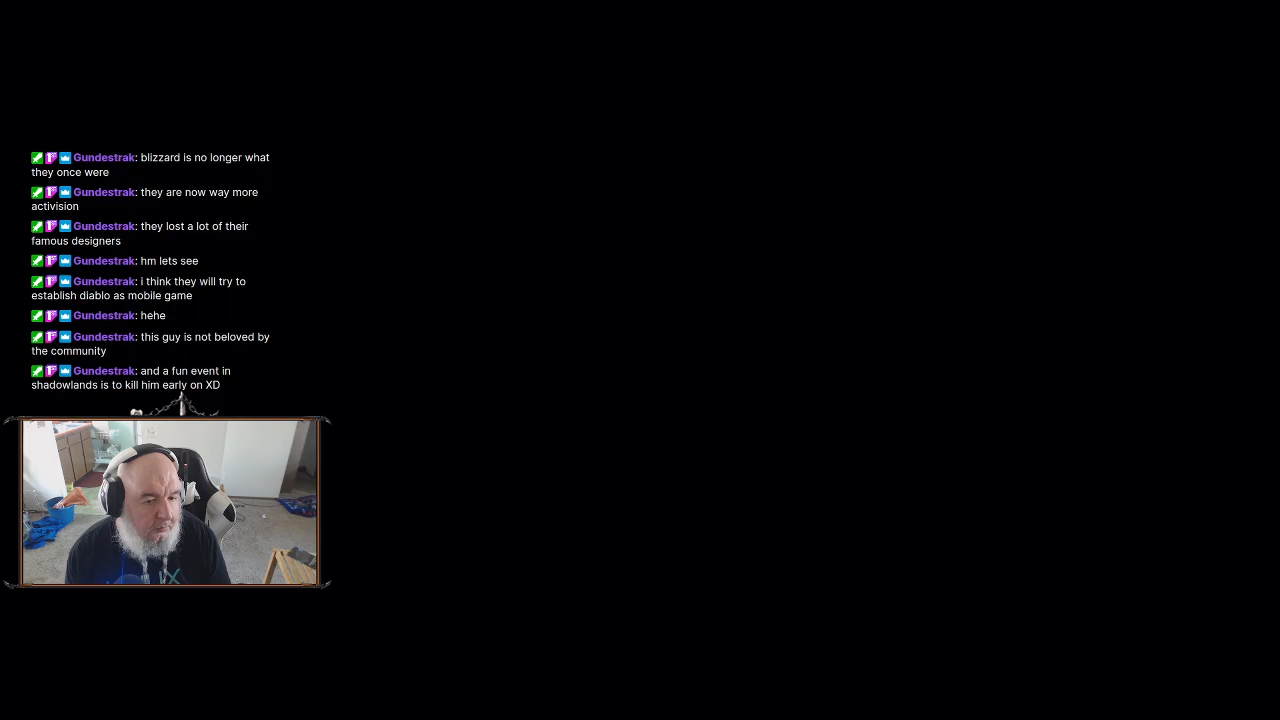 Gundestrak: blizzard is no longer what
they once were
Gundestrak: they are now way more
activision
Gundestrak: they lost a lot of their
famous designers
Gundestrak: hm lets see
Gundestrak: i think they will try to
establish diablo as mobile game
Gundestrak: hehe
Gundestrak: this guy is not beloved by
the community
Gundestrak: and a fun event in
shadowlands is to kill him early on XD